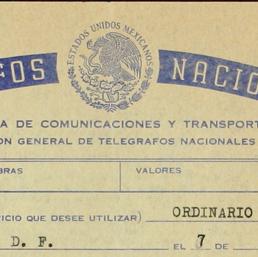 ESTADOS UNIDOS MEXICANOS
FOS NACIO
A DE COMUNICACIONES Y TRANSPORT
ON GENERAL DE TELEGRAFOS NACIONALES
BRAS VALORES
ICIO QUE DESEE UTILIZAR) ORDINARIO
D. F. EL 7 DE